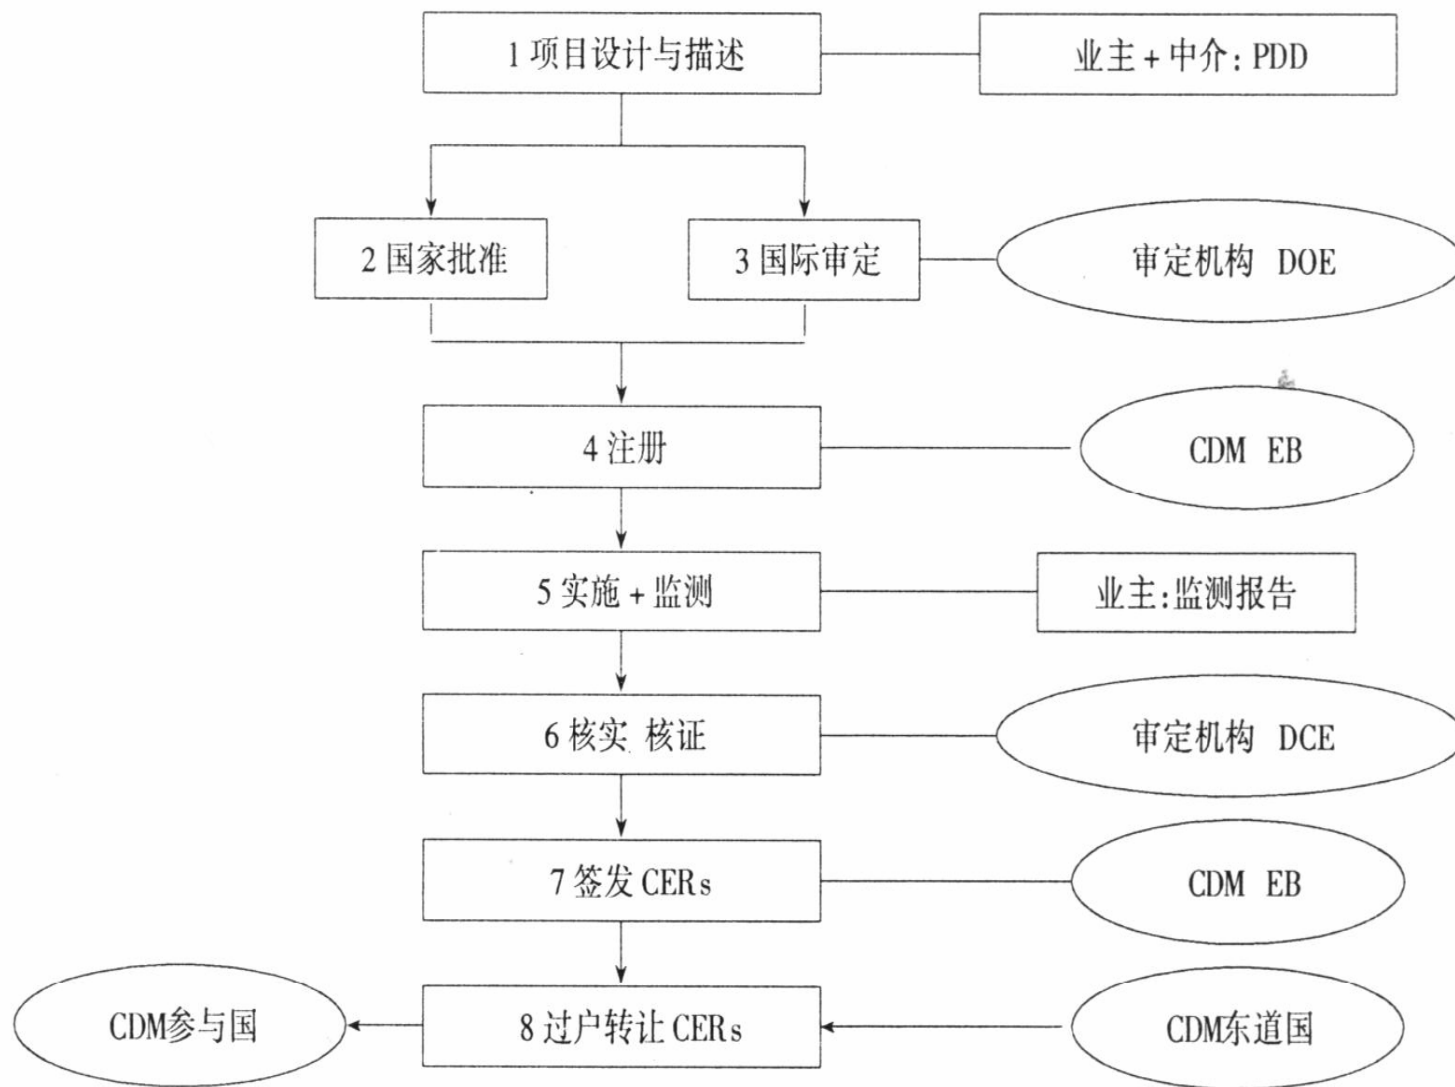 1 项目设计与描述
业主 + 中介: PDD
2 国家批准
3 国际审定
审定机构 DOE
4 注册
CDM EB
5 实施 + 监测
业主:监测报告
6 核实 核证
审定机构 DCE
7 签发 CERs
CDM EB
CDM参与国
8 过户转让 CERs
CDM东道国